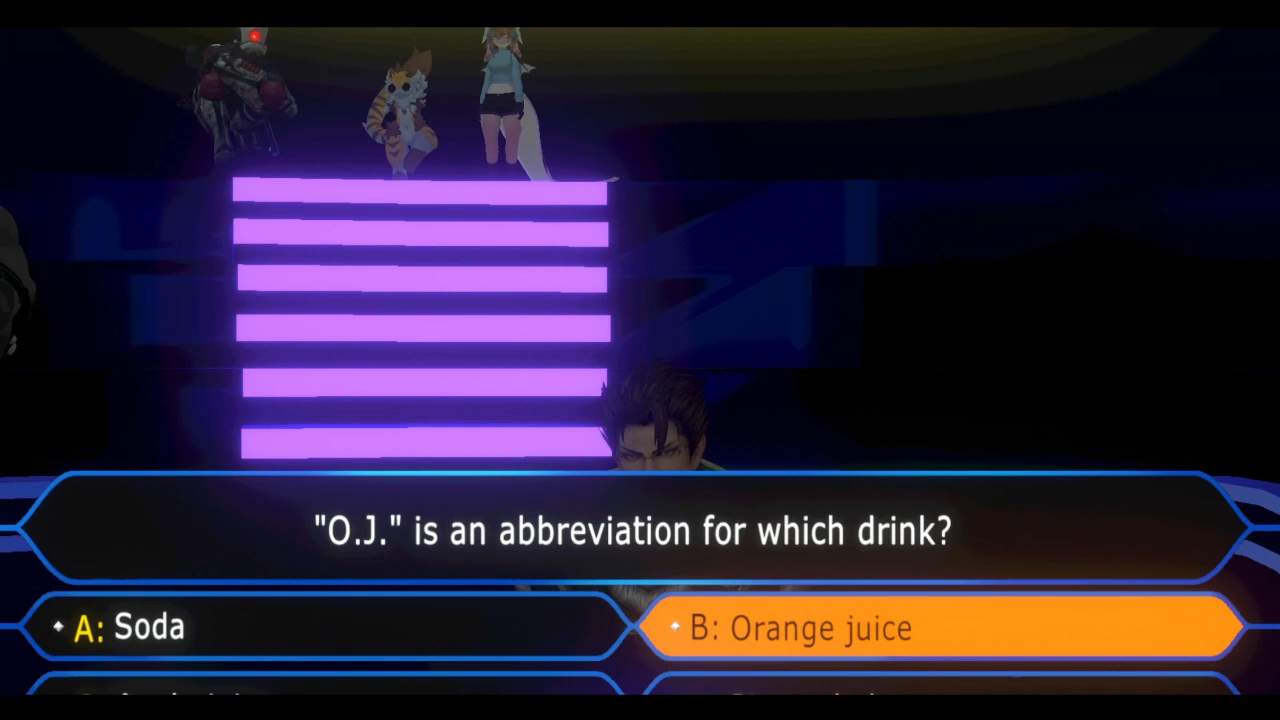 "O.J." is an abbreviation for which drink?
A: Soda
B: Orange juice